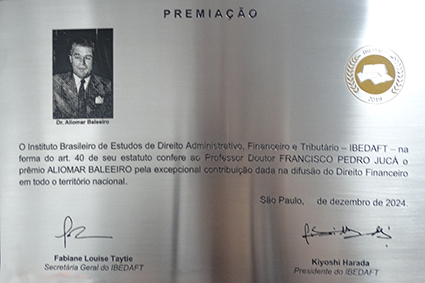 PREMIAÇÃO
Dr. Aliomar Baleeiro
2019
O Instituto Brasileiro de Estudos de Direito Administrativo, Financeiro e Tributário – IBEDAFT – na
forma do art. 40 de seu estatuto confere ao Professor Doutor FRANCISCO PEDRO JUCÁ o
prêmio ALIOMAR BALEEIRO pela excepcional contribuição dada na difusão do Direito Financeiro
em todo o território nacional.
São Paulo, de dezembro de 2024.
Fabiane Louise Taytie
Secretária Geral do IBEDAFT
Kiyoshi Harada
Presidente do IBEDAFT